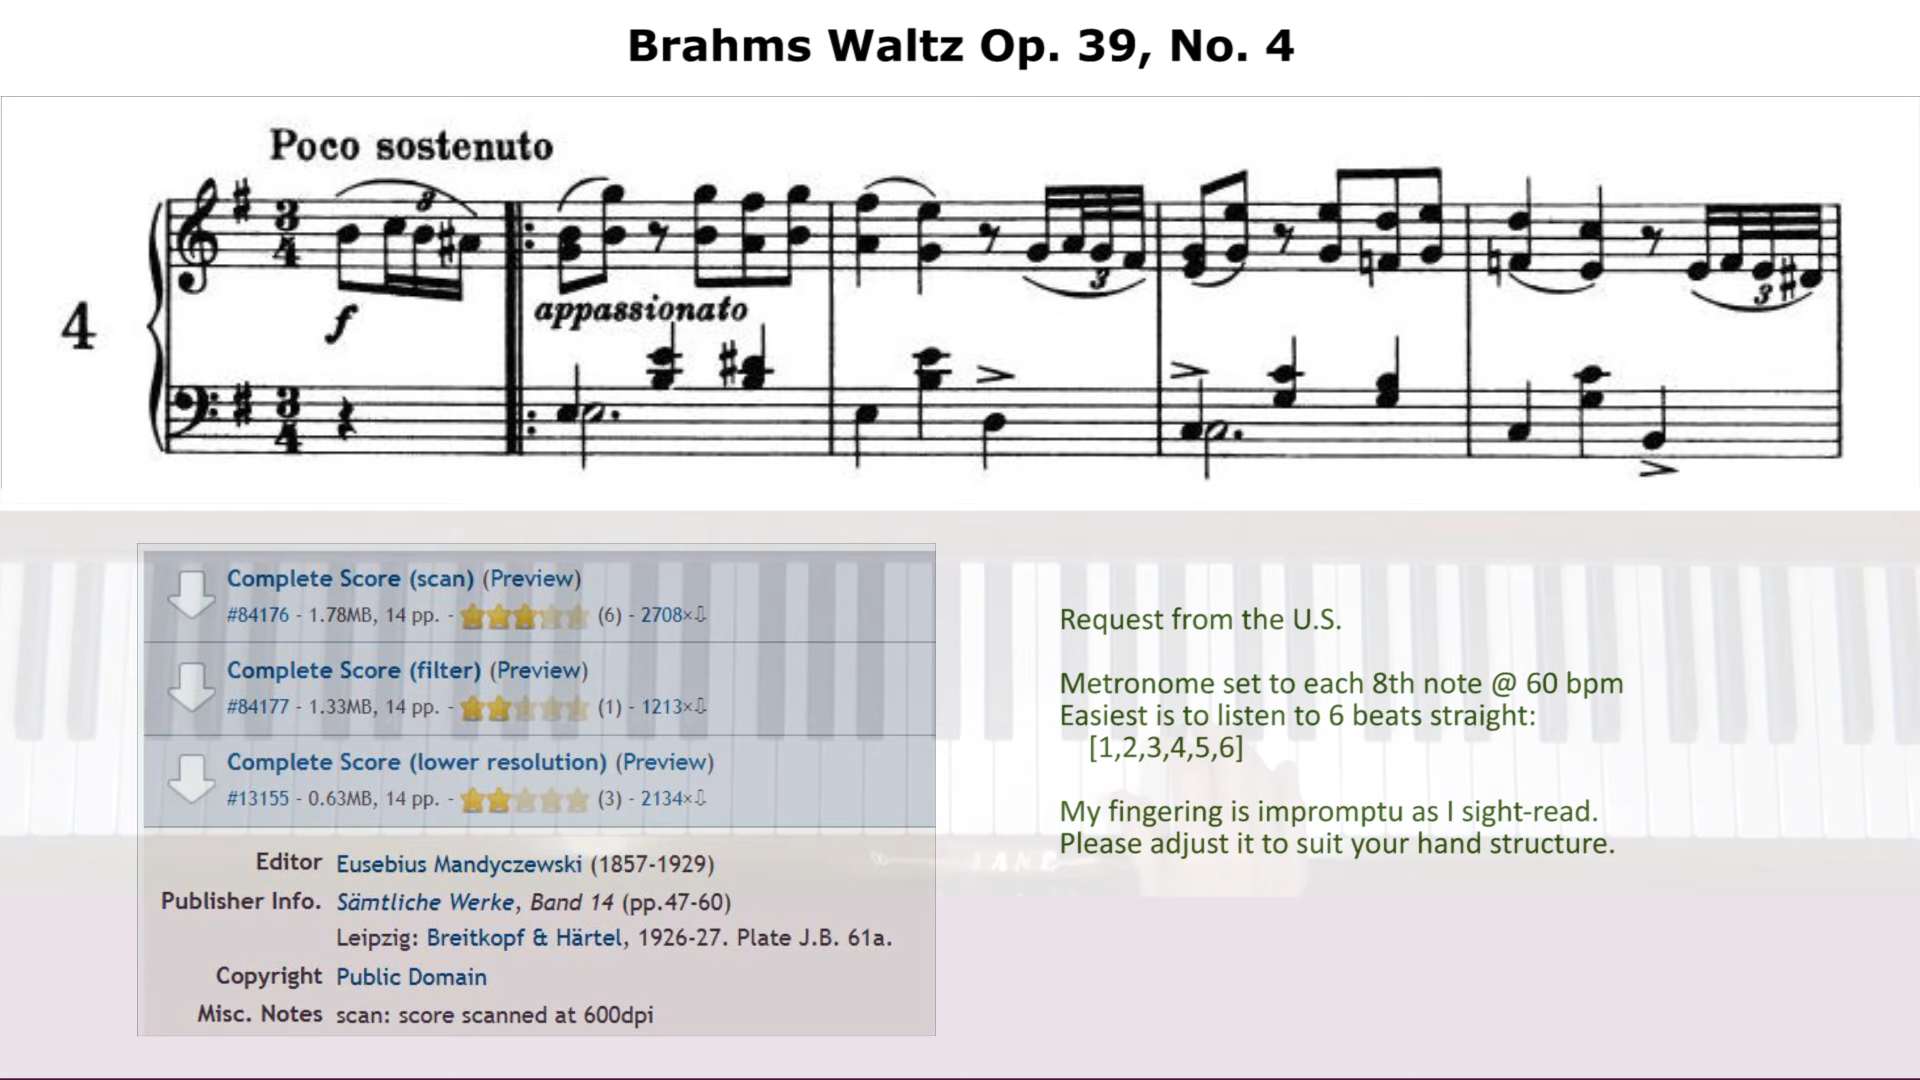 Brahms Waltz Op. 39, No. 4
Poco sostenuto
3
4
3
f
appassionato
3
3
4
3
4
Complete Score (scan) (Preview)
#84176 - 1.78MB, 14 pp. - (6) - 2708×⇩
Complete Score (filter) (Preview)
#84177 - 1.33MB, 14 pp. - (1) - 1213×⇩
Complete Score (lower resolution) (Preview)
#13155 - 0.63MB, 14 pp. - (3) - 2134×⇩
Editor Eusebius Mandyczewski (1857-1929)
Publisher Info. Sämtliche Werke, Band 14 (pp.47-60)
Leipzig: Breitkopf & Härtel, 1926-27. Plate J.B. 61a.
Copyright Public Domain
Misc. Notes scan: score scanned at 600dpi
Request from the U.S.
Metronome set to each 8th note @ 60 bpm
Easiest is to listen to 6 beats straight:
[1,2,3,4,5,6]
My fingering is impromptu as I sight-read.
Please adjust it to suit your hand structure.